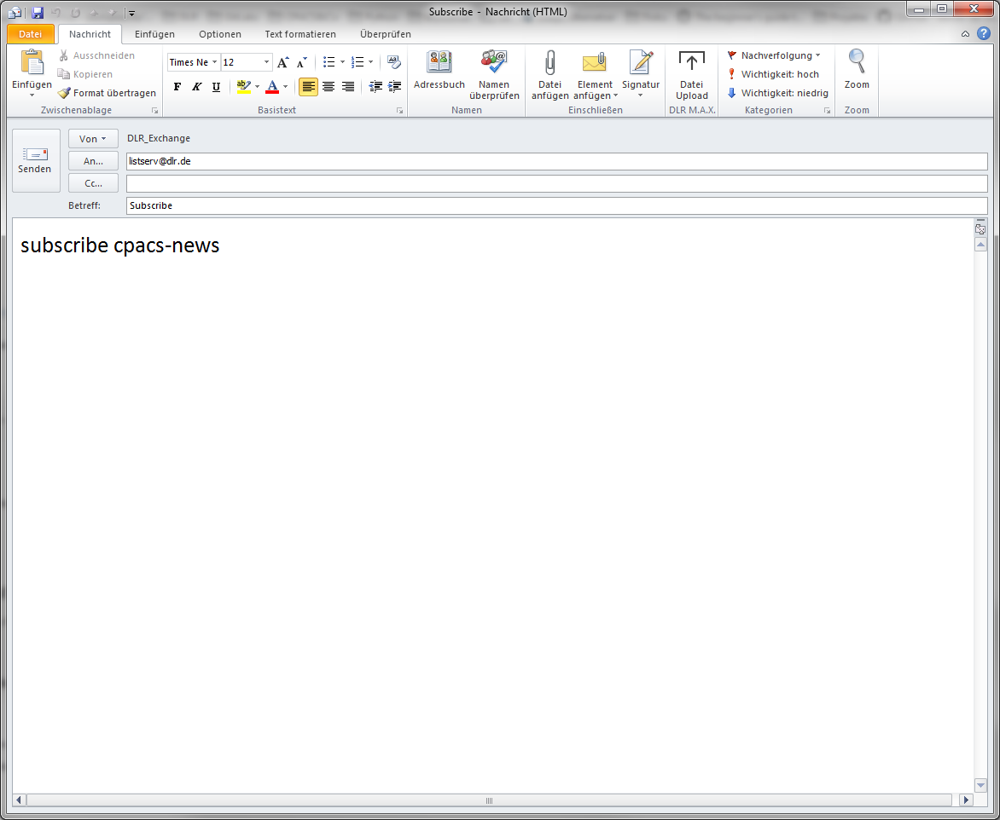 Subscribe - Nachricht (HTML)
Datei Nachricht Einfügen Optionen Text formatieren Überprüfen
Einfügen
Ausschneiden
Kopieren
Format übertragen
Zwischenablage
Times Ne 12
F K U
Basistext
Adressbuch
Namen
überprüfen
Namen
Datei
anfügen
Element
anfügen
Signatur
Einschließen
Datei
Upload
DLR M.A.X.
Nachverfolgung
Wichtigkeit: hoch
Wichtigkeit: niedrig
Kategorien
Zoom
Zoom
Senden
Von DLR_Exchange
An... listserv@dlr.de
Cc...
Betreff: Subscribe
subscribe cpacs-news